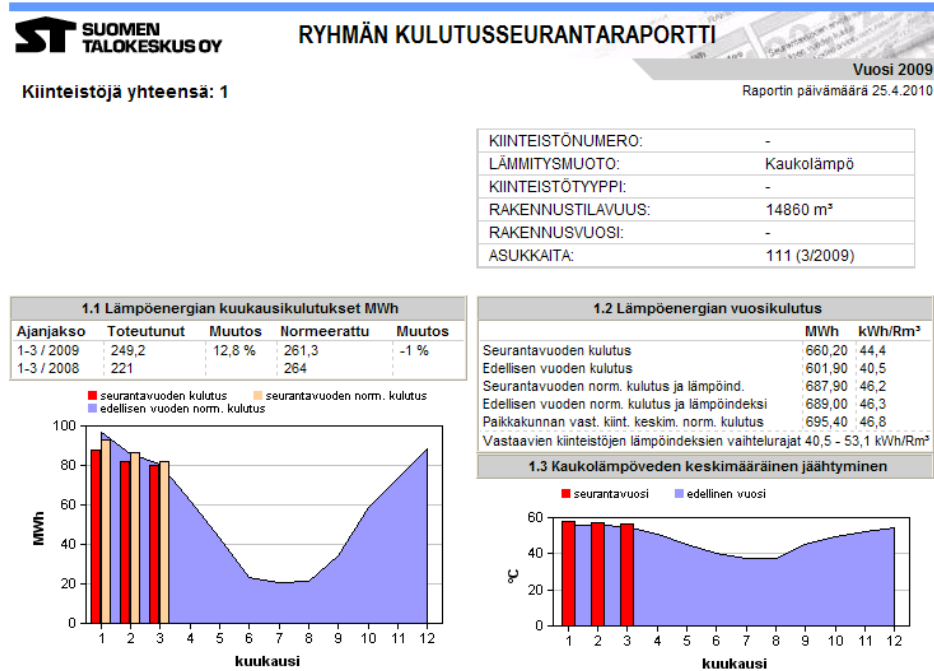 SUOMEN
TALOKESKUS OY
RYHMÄN KULUTUSSEURANTARAPORTTI
Vuosi 2009
Kiinteistöjä yhteensä: 1
Raportin päivämäärä 25.4.2010
KIINTEISTÖNUMERO: -
LÄMMITYSMUOTO: Kaukolämpö
KIINTEISTÖTYYPPI: -
RAKENNUSTILAVUUS: 14860 m³
RAKENNUSVUOSI: -
ASUKKAITA: 111 (3/2009)
1.1 Lämpöenergian kuukausikulutukset MWh
Ajanjakso Toteutunut Muutos Normeerattu Muutos
1-3 / 2009 249,2 12,8 % 261,3 -1 %
1-3 / 2008 221 264
seurantavuoden kulutus seurantavuoden norm. kulutus
edellisen vuoden norm. kulutus
100
80
60
40
20
0
MWh
1 2 3 4 5 6 7 8 9 10 11 12
kuukausi
1.2 Lämpöenergian vuosikulutus
MWh kWh/Rm³
Seurantavuoden kulutus 660,20 44,4
Edellisen vuoden kulutus 601,90 40,5
Seurantavuoden norm. kulutus ja lämpöind. 687,90 46,2
Edellisen vuoden norm. kulutus ja lämpöindeksi 689,00 46,3
Paikkakunnan vast. kiint. keskim. norm. kulutus 695,40 46,8
Vastaavien kiinteistöjen lämpöindeksien vaihtelurajat 40,5 - 53,1 kWh/Rm³
1.3 Kaukolämpöveden keskimääräinen jäähtyminen
seurantavuosi edellinen vuosi
60
40
20
0
°C
1 2 3 4 5 6 7 8 9 10 11 12
kuukausi